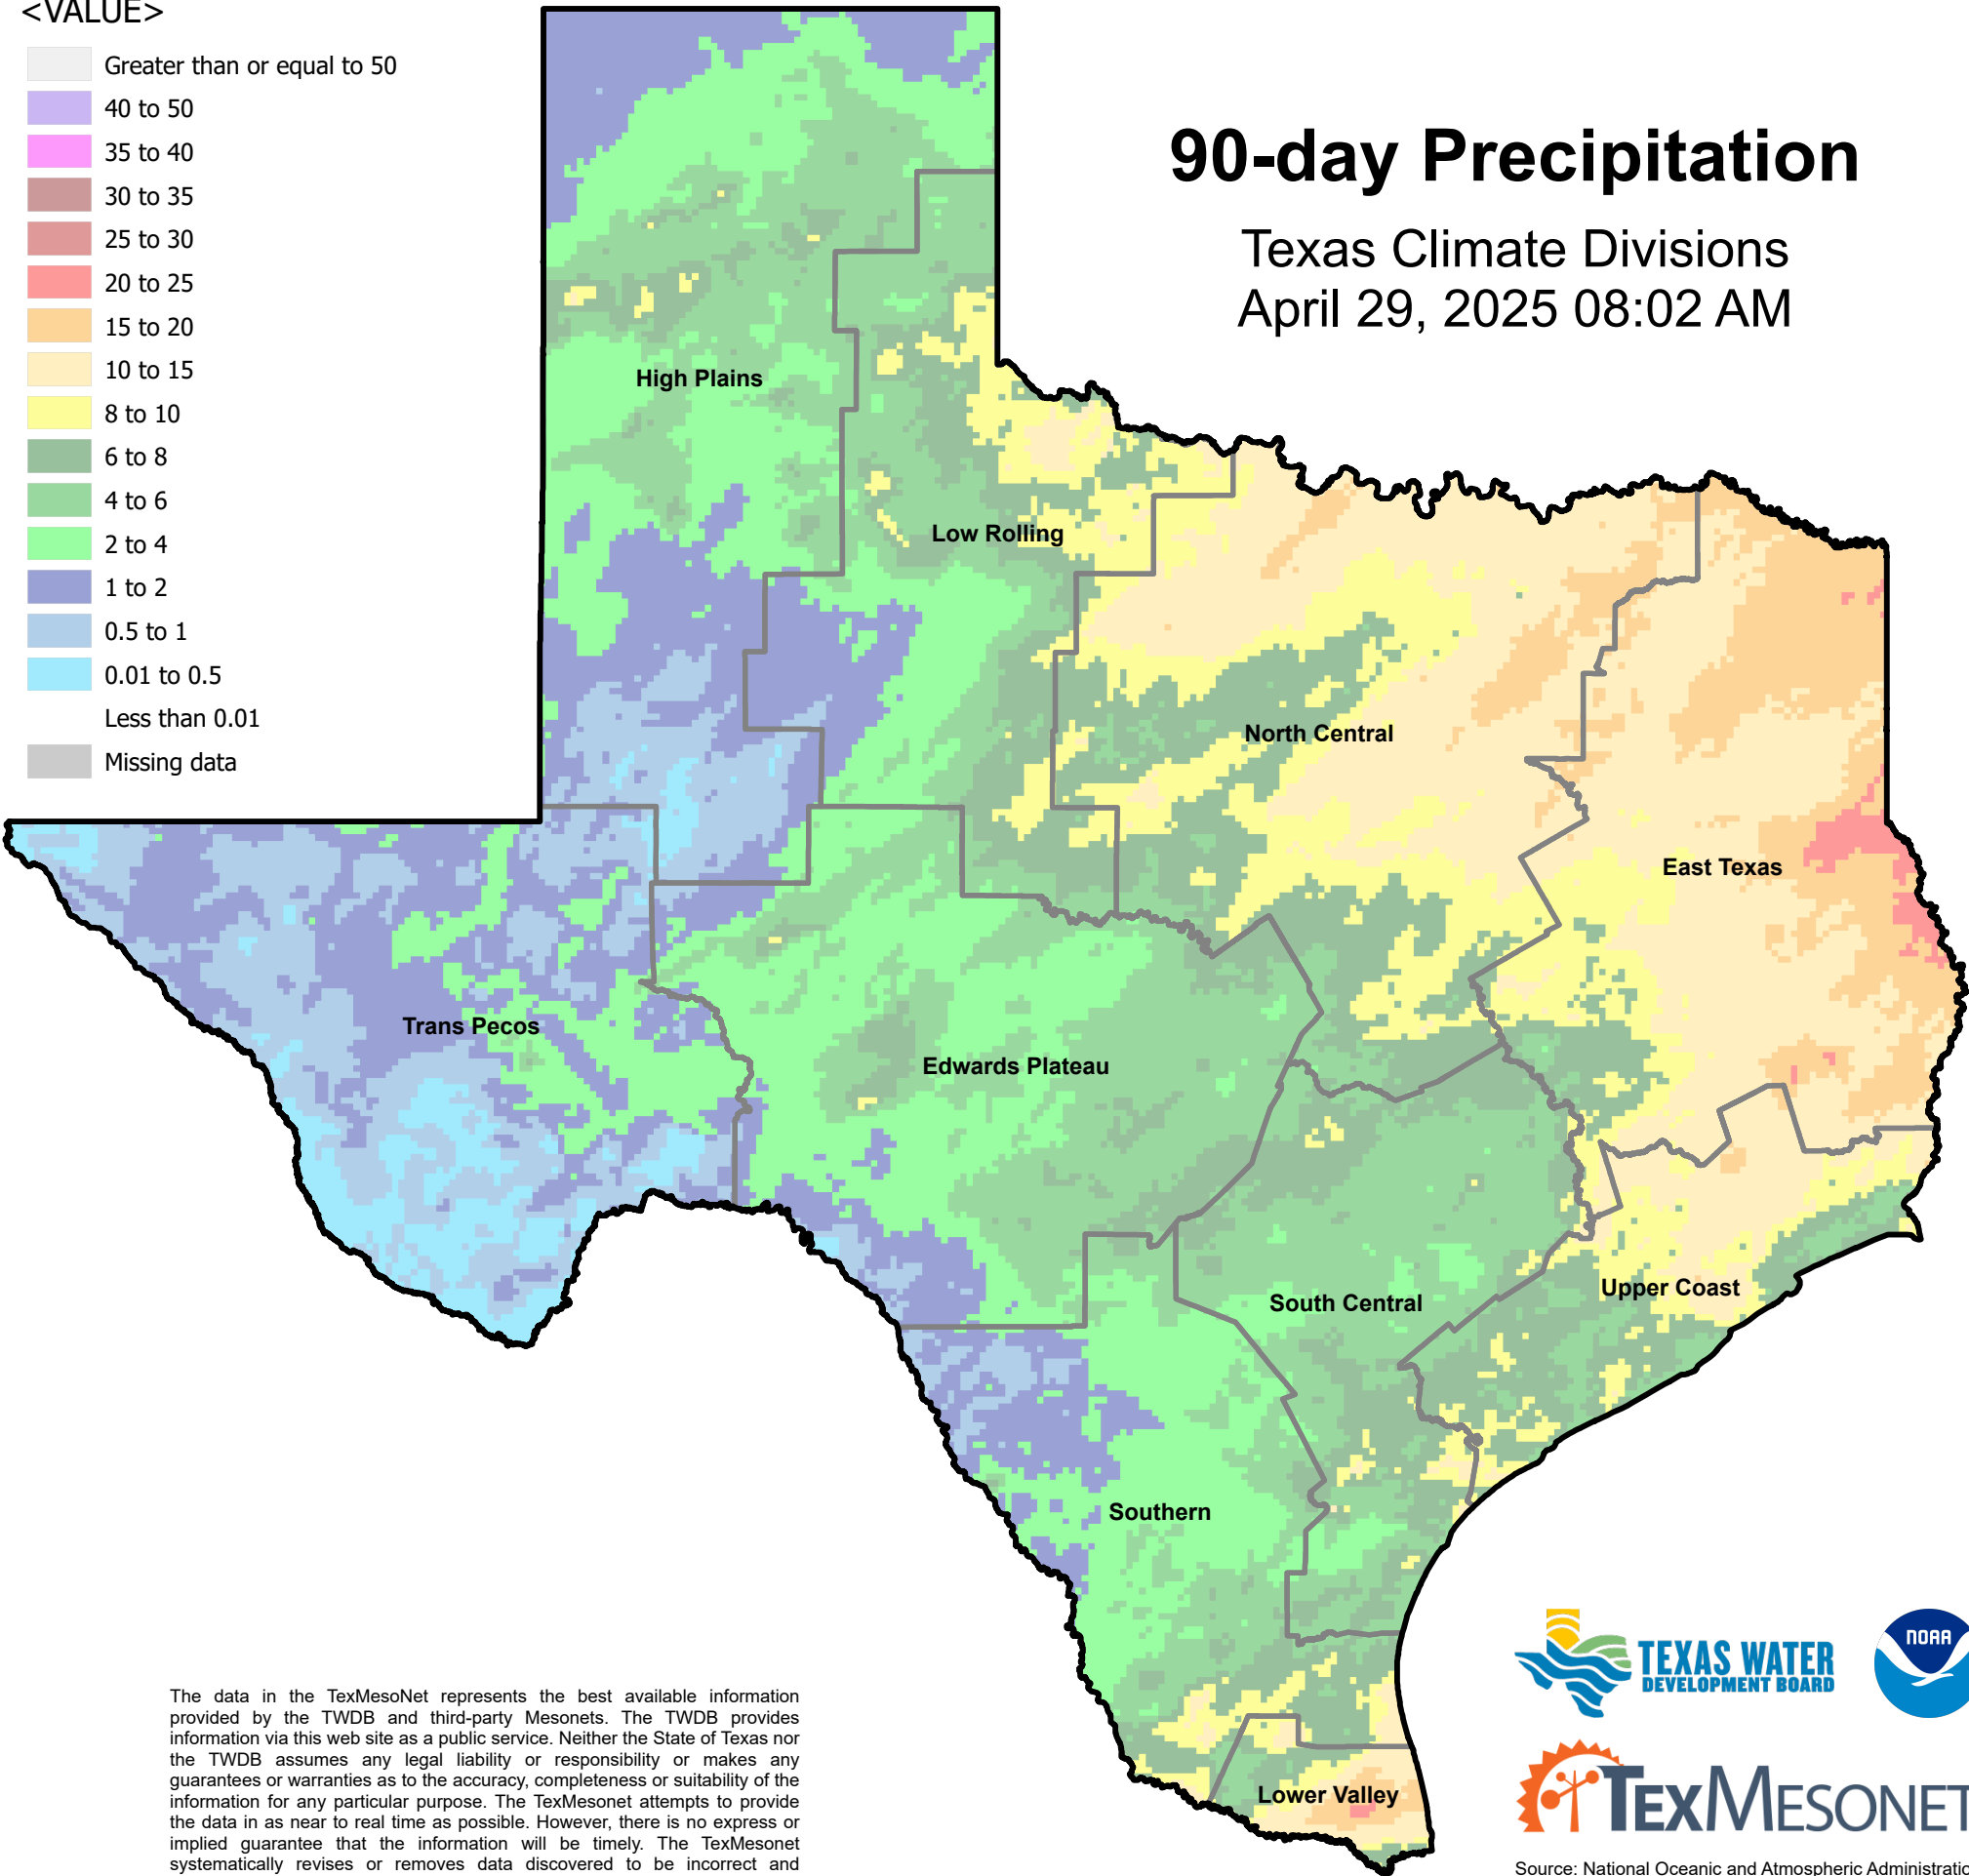 <VALUE>
Greater than or equal to 50
40 to 50
35 to 40
30 to 35
25 to 30
20 to 25
15 to 20
10 to 15
8 to 10
6 to 8
4 to 6
2 to 4
1 to 2
0.5 to 1
0.01 to 0.5
Less than 0.01
Missing data
90-day Precipitation
Texas Climate Divisions
April 29, 2025 08:02 AM
High Plains
Low Rolling
North Central
East Texas
Trans Pecos
Edwards Plateau
Upper Coast
South Central
Southern
Lower Valley
The data in the TexMesoNet represents the best available information
provided by the TWDB and third-party Mesonets. The TWDB provides
information via this web site as a public service. Neither the State of Texas nor
the TWDB assumes any legal liability or responsibility or makes any
guarantees or warranties as to the accuracy, completeness or suitability of the
information for any particular purpose. The TexMesonet attempts to provide
the data in as near to real time as possible. However, there is no express or
implied guarantee that the information will be timely. The TexMesonet
systematically revises or removes data discovered to be incorrect and
TEXAS WATER
DEVELOPMENT BOARD
NOAA
TEXMESONET
Source: National Oceanic and Atmospheric Administratio